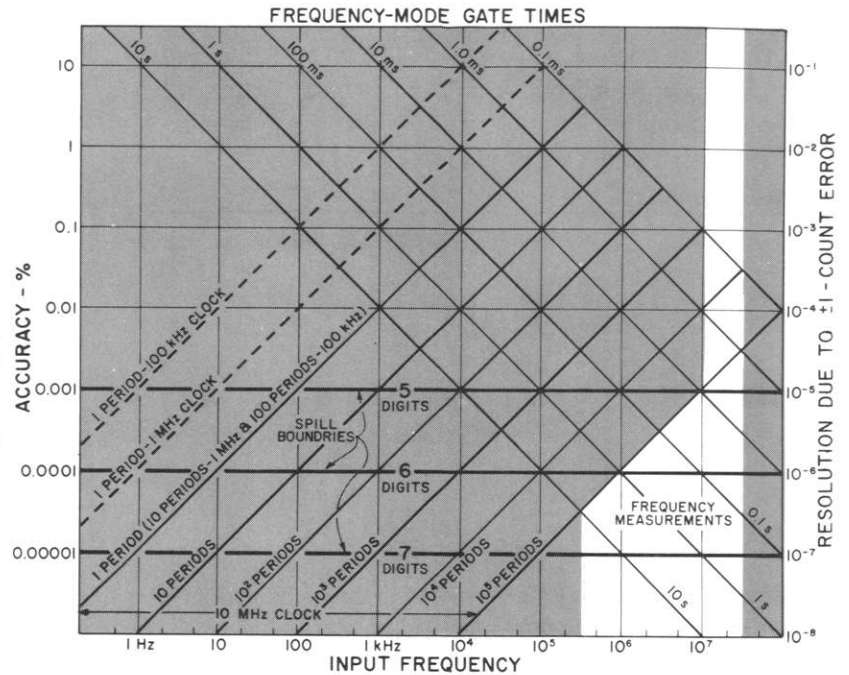 FREQUENCY-MODE GATE TIMES
10 s
1 s
100 ms
10 ms
1.0 ms
0.1 ms
ACCURACY - %
10
1
0.1
0.01
0.001
0.0001
0.00001
10⁻¹
10⁻²
10⁻³
10⁻⁴
10⁻⁵
10⁻⁶
10⁻⁷
10⁻⁸
RESOLUTION DUE TO ±1-COUNT ERROR
1 PERIOD-100 kHz CLOCK
1 PERIOD-1 MHz CLOCK
1 PERIOD (10 PERIODS-1 MHz & 100 PERIODS-100 kHz)
10 PERIODS
10² PERIODS
10³ PERIODS
10⁴ PERIODS
10⁵ PERIODS
SPILL
BOUNDRIES
5
DIGITS
6
DIGITS
7
DIGITS
FREQUENCY
MEASUREMENTS
0.1 s
1 s
10 s
10 MHz CLOCK
1 Hz
10
100
1 kHz
10⁴
10⁵
10⁶
10⁷
INPUT FREQUENCY